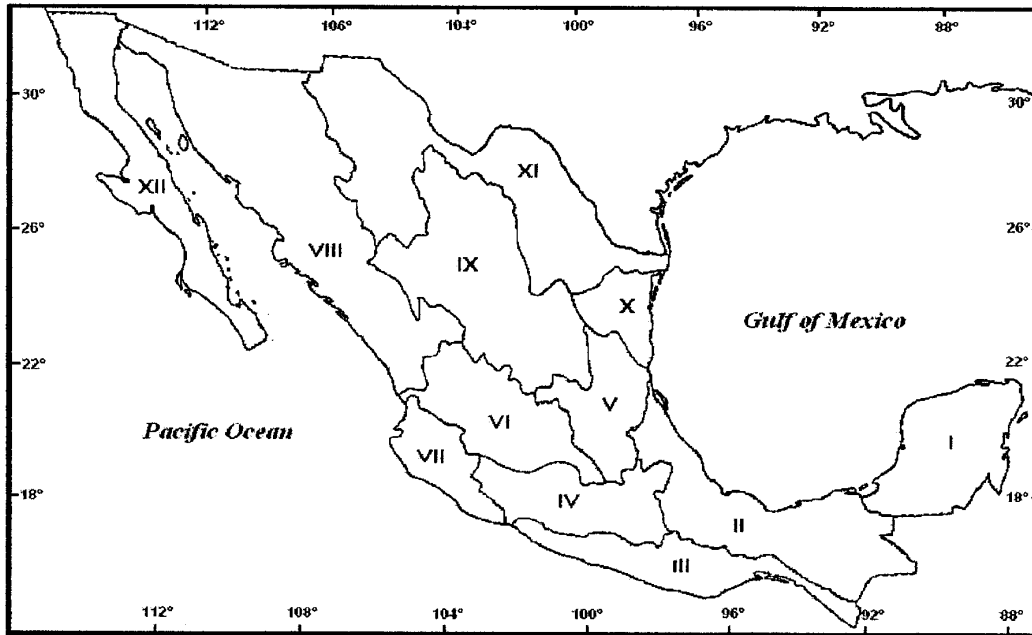 112° 106° 104° 100° 96° 92° 88°
30° 30°
XI
XII
26° 26°
VIII
IX
X
Gulf of Mexico
22° 22°
V
VI
Pacific Ocean
I
VII
18° 18°
IV
II
III
112° 108° 104° 100° 96° 92° 88°